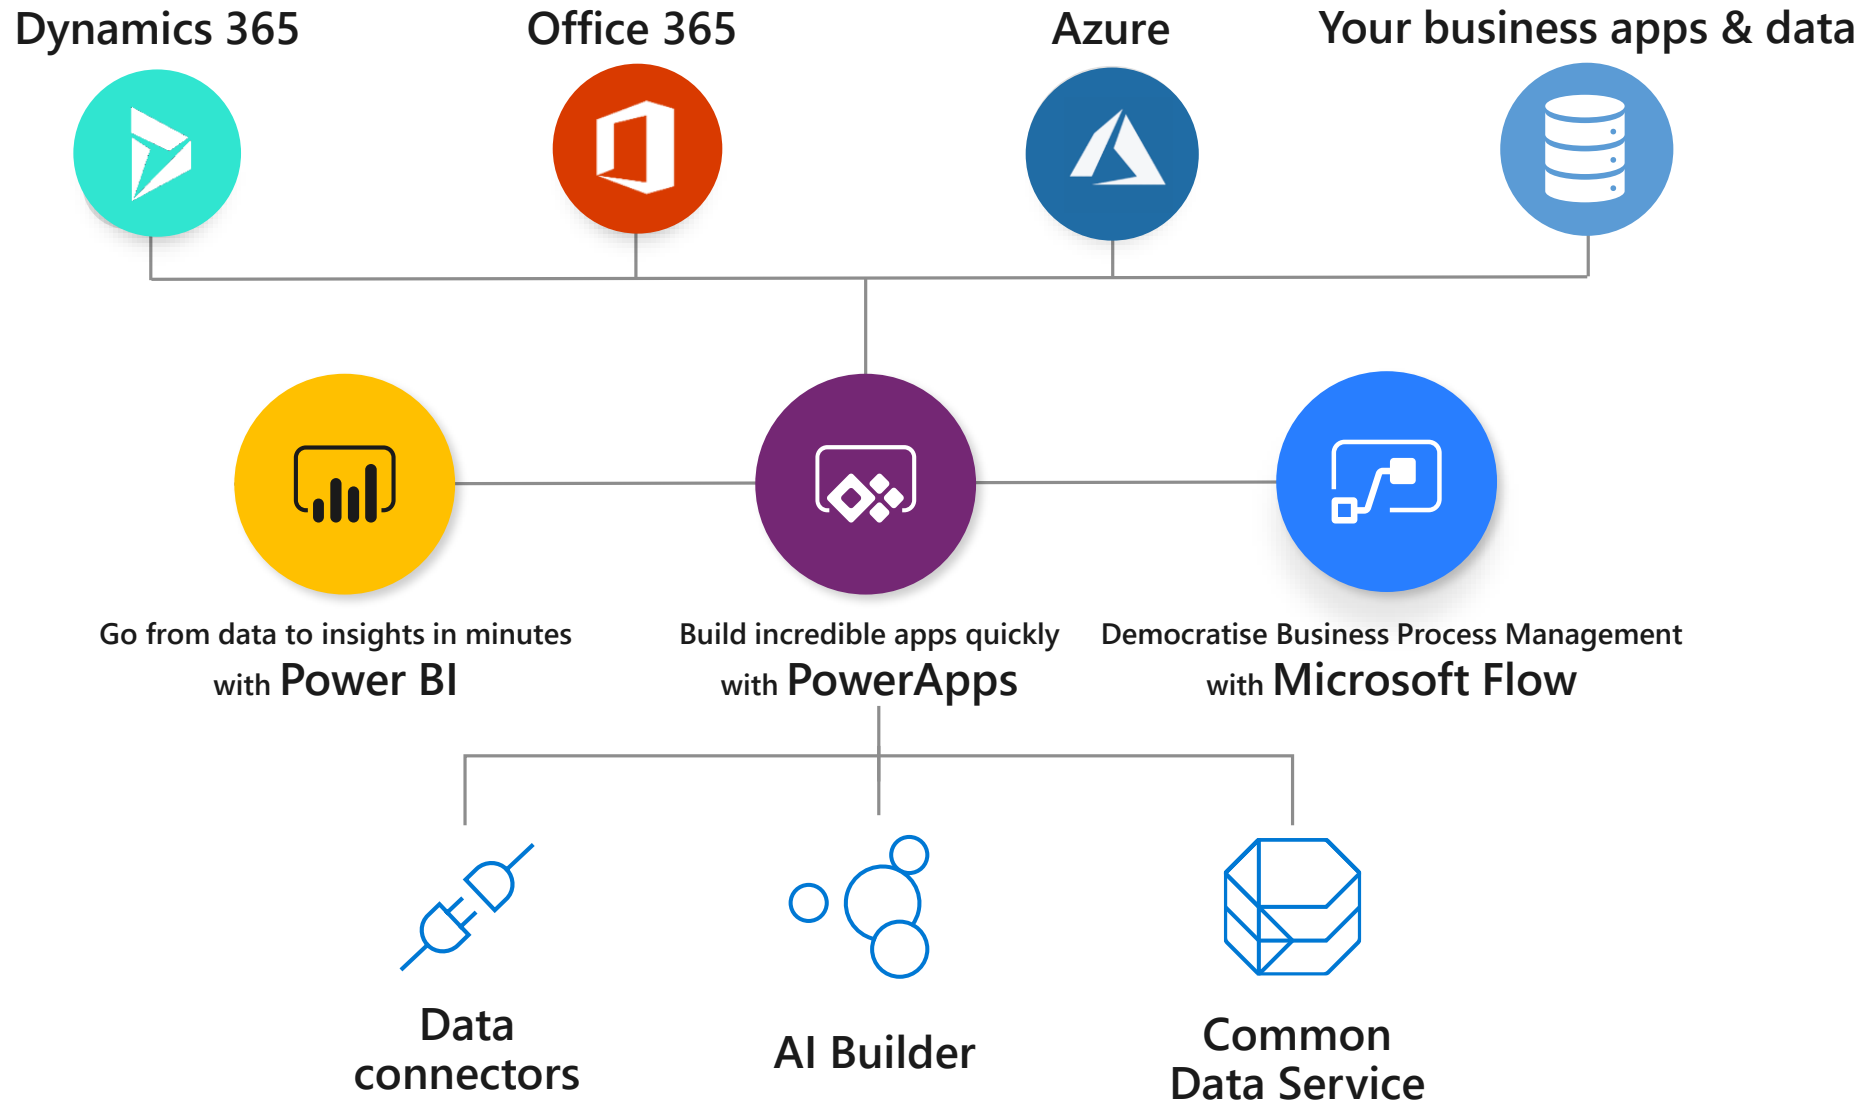 Dynamics 365
Office 365
Azure
Your business apps & data
Go from data to insights in minutes
with Power BI
Build incredible apps quickly
with PowerApps
Democratise Business Process Management
with Microsoft Flow
Data
connectors
AI Builder
Common
Data Service